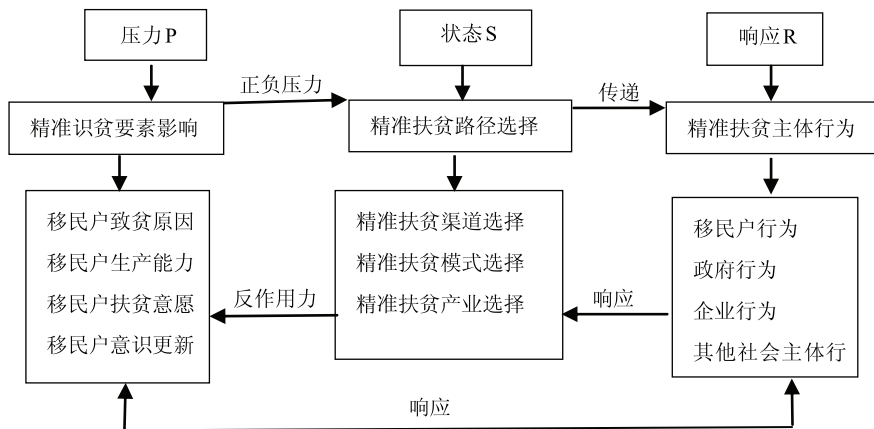 压力P
状态S
响应R
正负压力
传递
精准识贫要素影响
精准扶贫路径选择
精准扶贫主体行为
移民户致贫原因
移民户生产能力
移民户扶贫意愿
移民户意识更新
反作用力
精准扶贫渠道选择
精准扶贫模式选择
精准扶贫产业选择
响应
移民户行为
政府行为
企业行为
其他社会主体行
响应